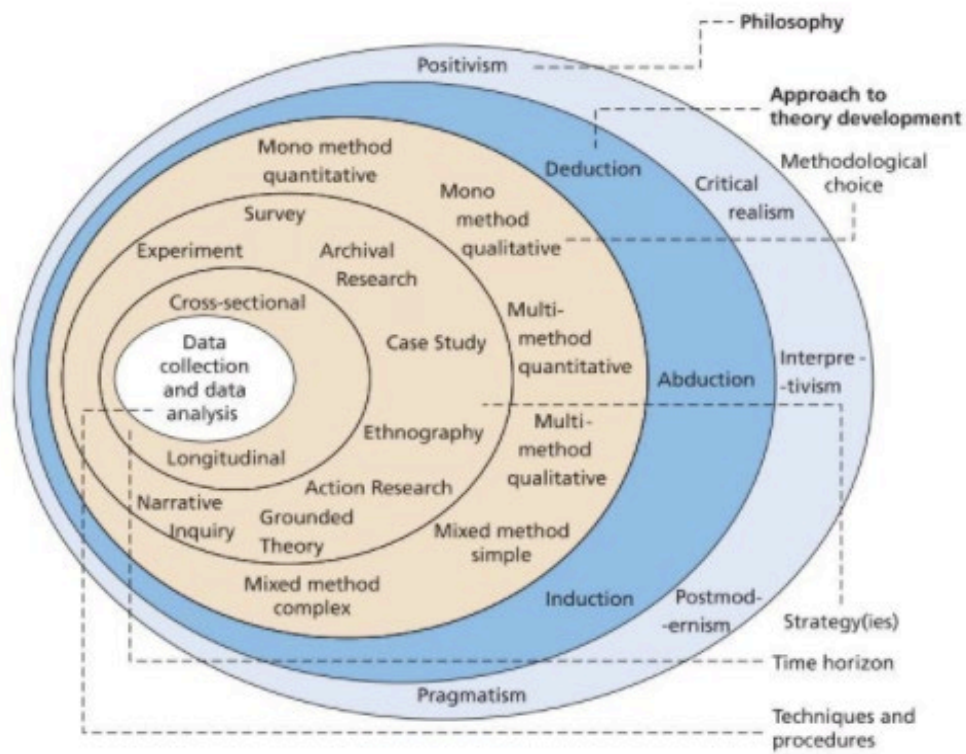 Philosophy
Positivism
Approach to
theory development
Mono method
quantitative
Deduction
Methodological
choice
Critical
realism
Mono
method
qualitative
Survey
Experiment
Archival
Research
Cross-sectional
Multi-
method
quantitative
Data
collection
and data
analysis
Case Study
Abduction
Interpre -
-tivism
Ethnography
Multi-
method
qualitative
Longitudinal
Action Research
Narrative
Inquiry
Grounded
Theory
Mixed method
simple
Mixed method
complex
Induction
Postmod-
-ernism
Strategy(ies)
Time horizon
Pragmatism
Techniques and
procedures